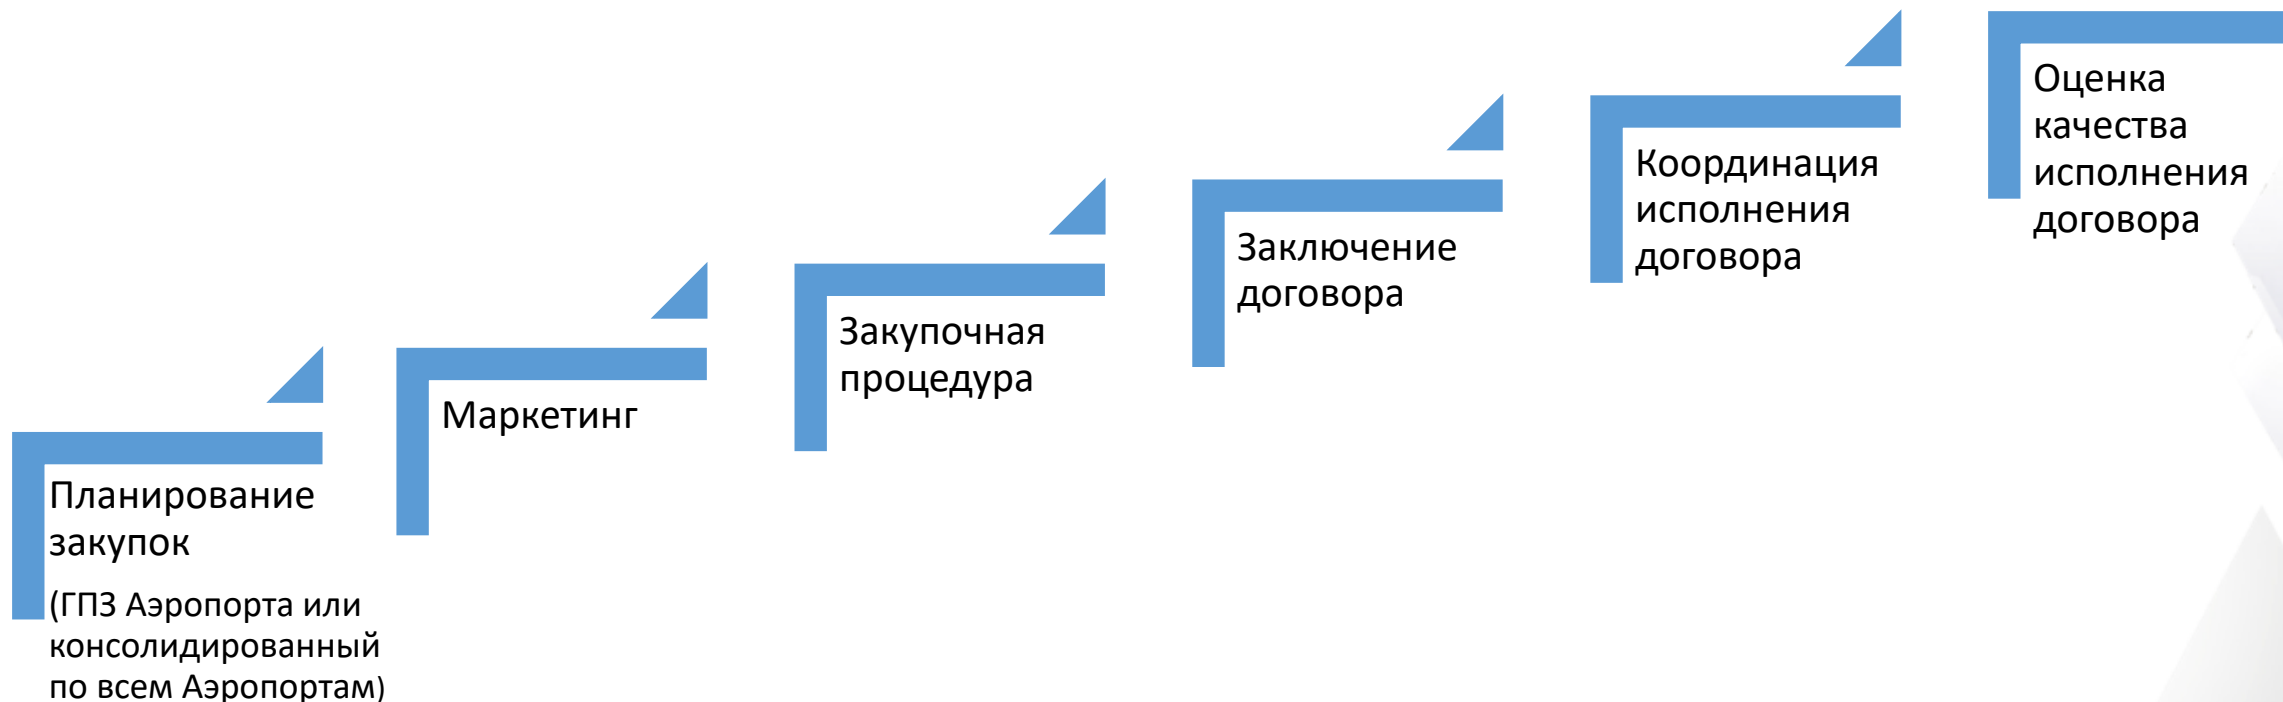 Планирование
закупок
(ГПЗ Аэропорта или
консолидированный
по всем Аэропортам)
Маркетинг
Закупочная
процедура
Заключение
договора
Координация
исполнения
договора
Оценка
качества
исполнения
договора